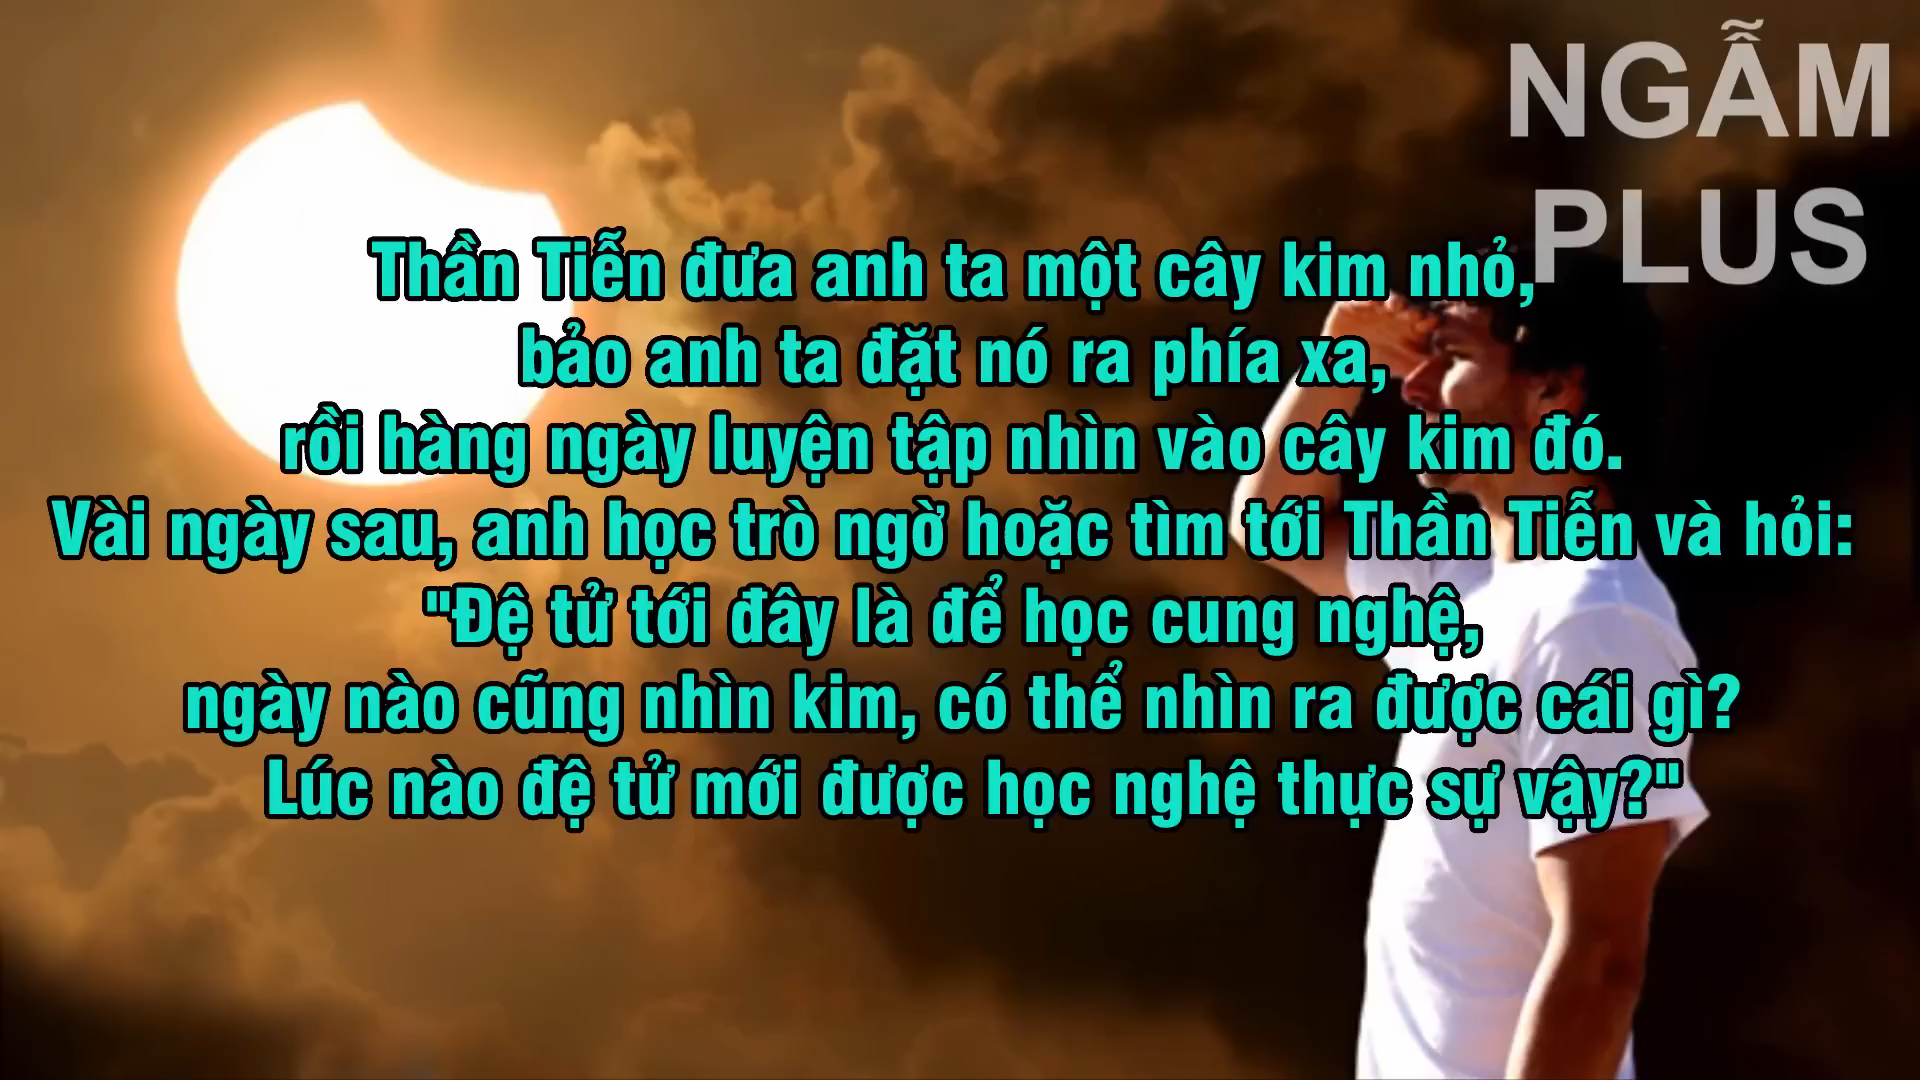 NGẪM
PLUS
Thần Tiễn đưa anh ta một cây kim nhỏ,
bảo anh ta đặt nó ra phía xa,
rồi hàng ngày luyện tập nhìn vào cây kim đó.
Vài ngày sau, anh học trò ngờ hoặc tìm tới Thần Tiễn và hỏi:
"Đệ tử tới đây là để học cung nghệ,
ngày nào cũng nhìn kim, có thể nhìn ra được cái gì?
Lúc nào đệ tử mới được học nghệ thực sự vậy?"